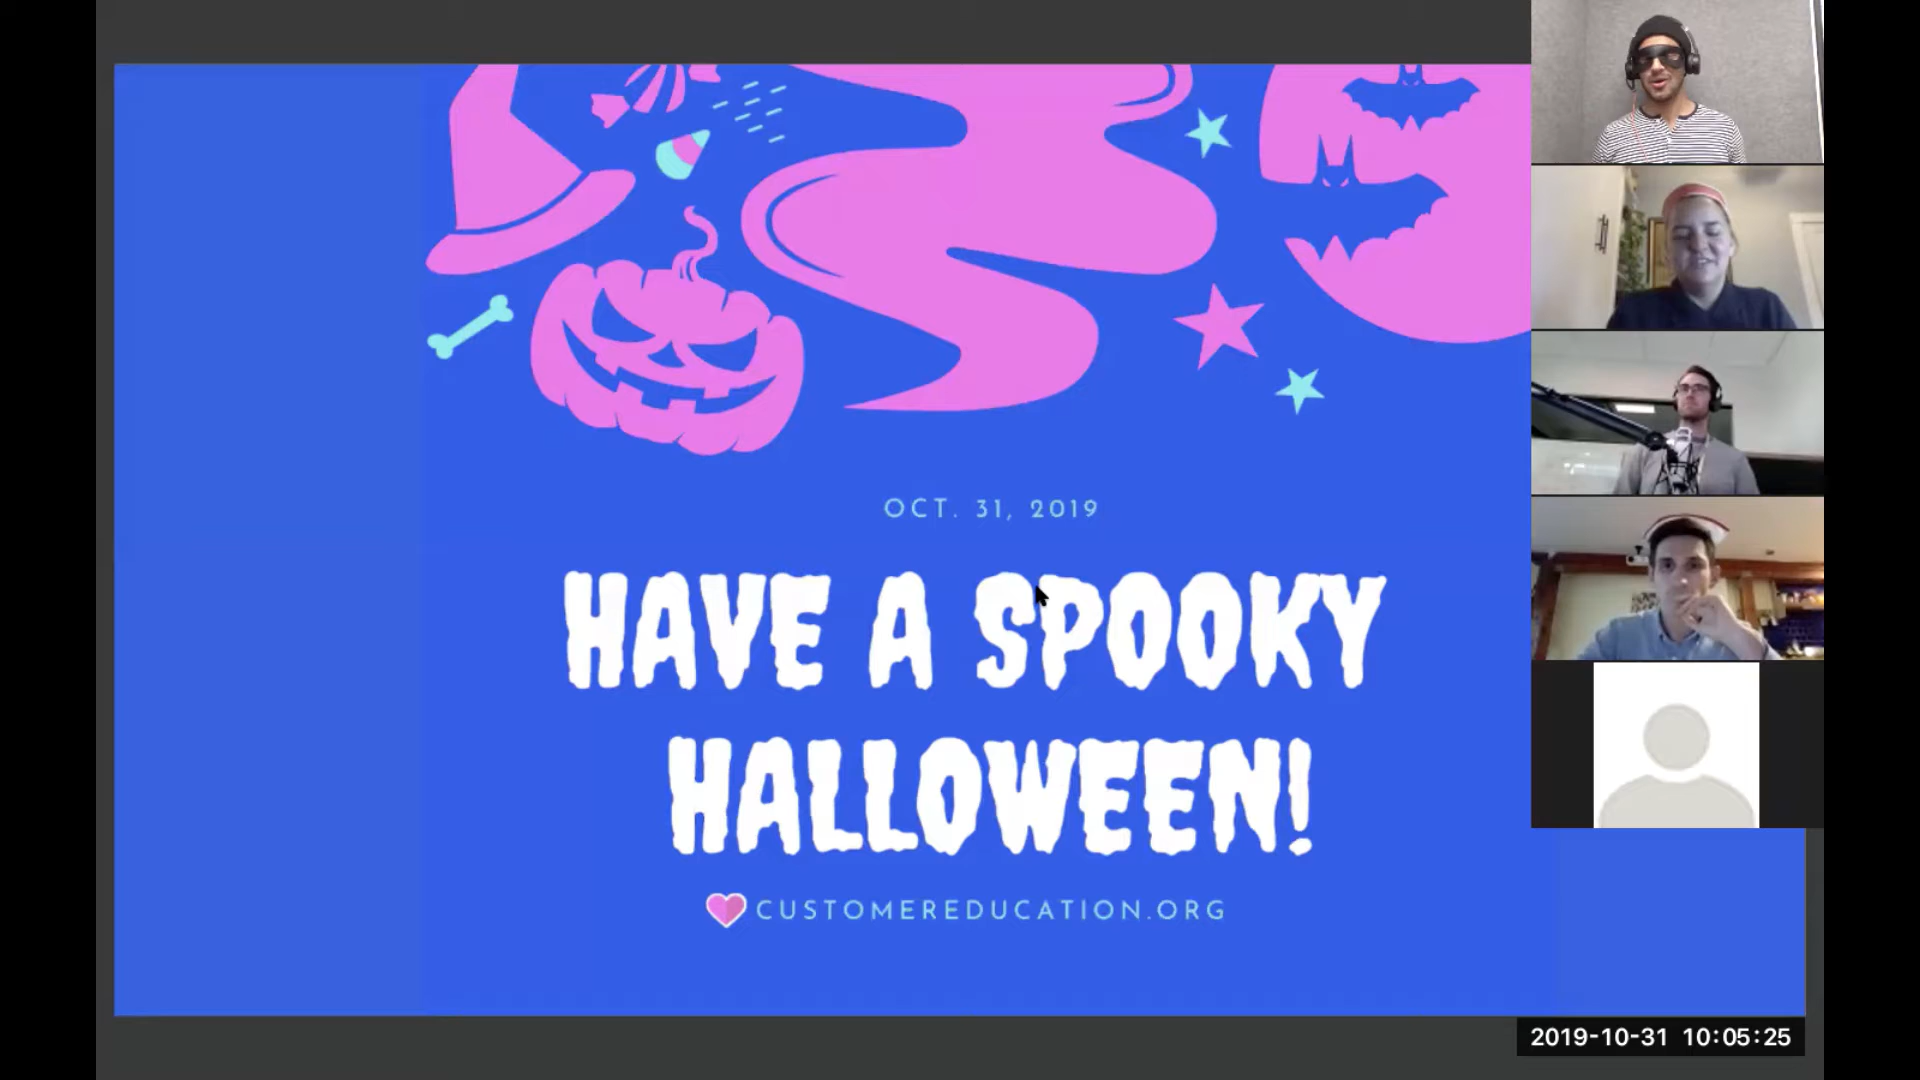 OCT. 31, 2019
HAVE A SPOOKY
HALLOWEEN!
CUSTOMEREDUCATION.ORG
2019-10-31 10:05:25